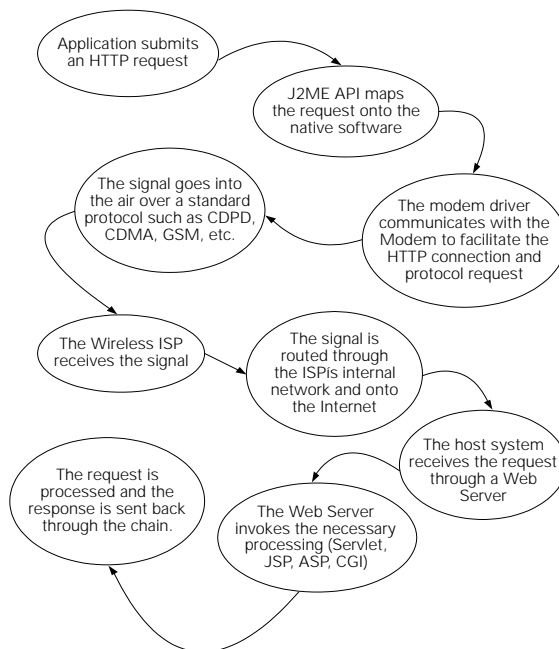 Application submits
an HTTP request
J2ME API maps
the request onto the
native software
The modem driver
communicates with the
Modem to facilitate the
HTTP connection and
protocol request
The signal goes into
the air over a standard
protocol such as CDPD,
CDMA, GSM, etc.
The Wireless ISP
receives the signal
The signal is
routed through
the ISPís internal
network and onto
the Internet
The host system
receives the request
through a Web
Server
The Web Server
invokes the necessary
processing (Servlet,
JSP, ASP, CGI)
The request is
processed and the
response is sent back
through the chain.